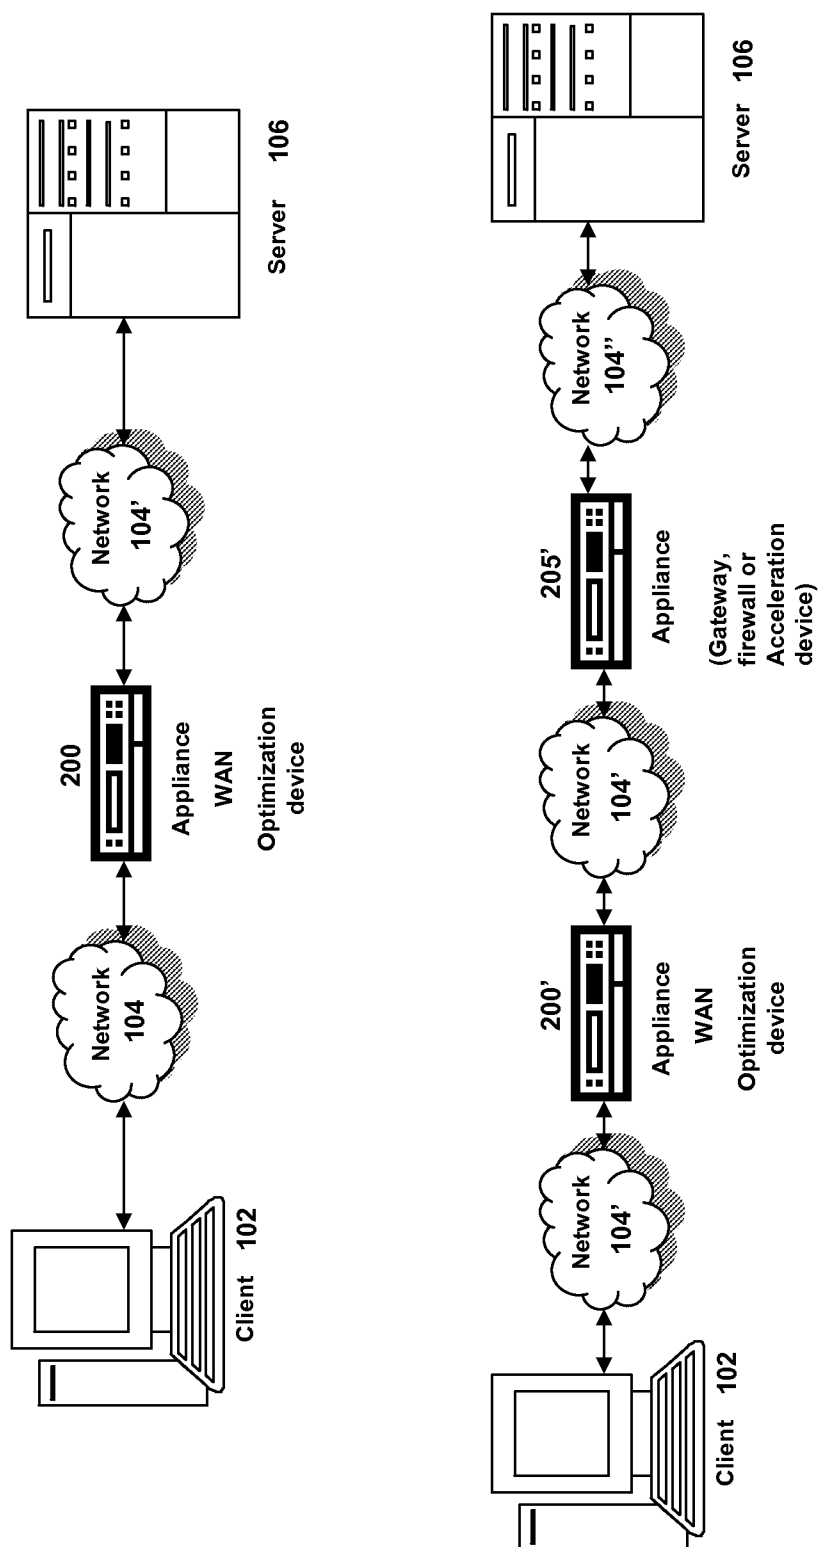 Client 102
Network
104
200
Appliance
WAN
Optimization
device
Network
104'
Server 106
Client 102
Network
104'
200'
Appliance
WAN
Optimization
device
Network
104'
205'
Appliance
(Gateway,
firewall or
Acceleration
device)
Network
104''
Server 106